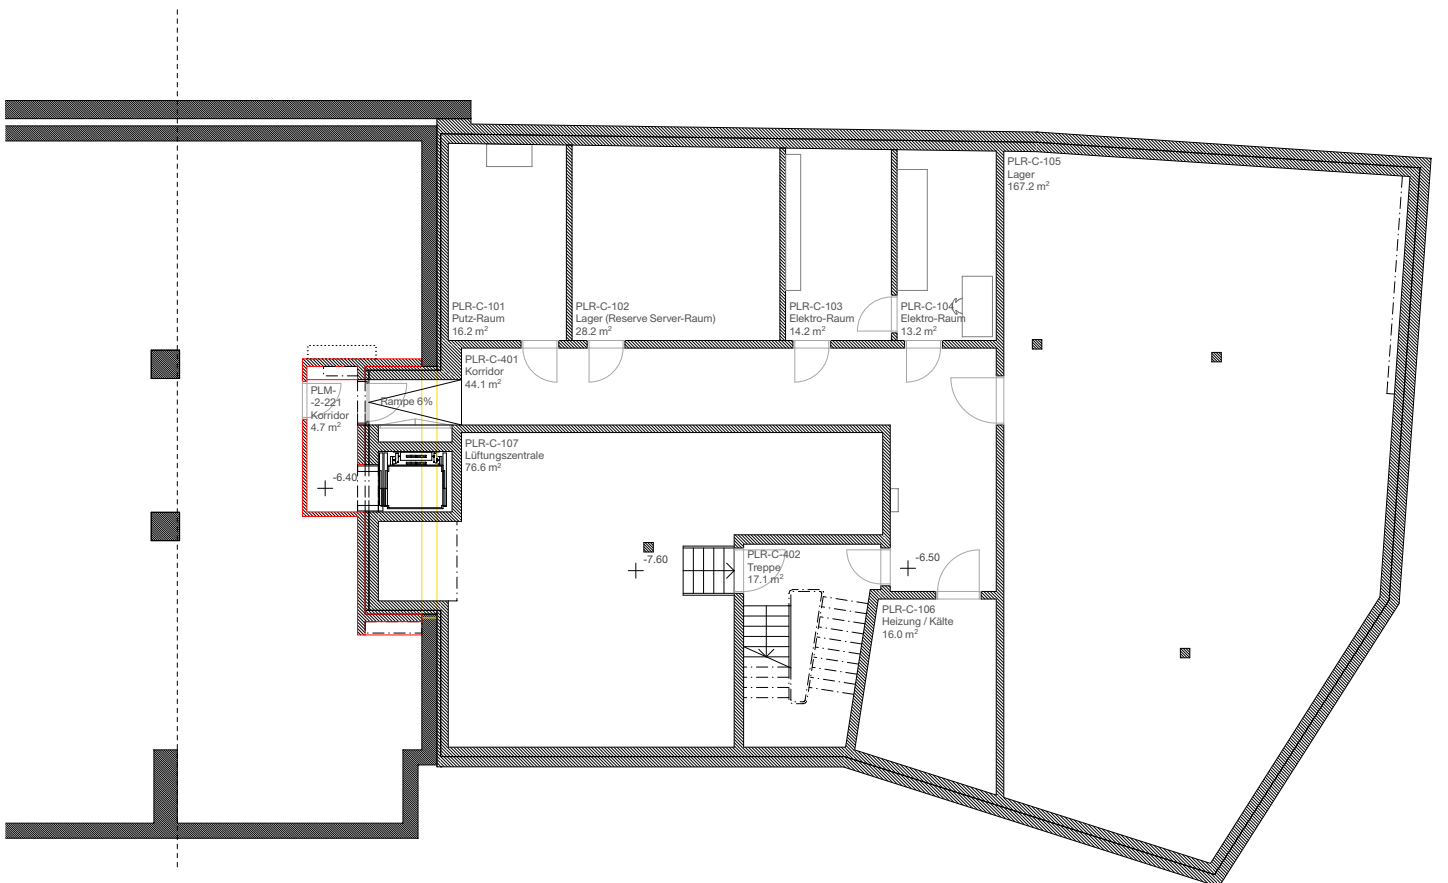 PLR-C-105
Lager
167.2 m²
PLR-C-101
Putz-Raum
16.2 m²
PLR-C-102
Lager (Reserve Server-Raum)
28.2 m²
PLR-C-103
Elektro-Raum
14.2 m²
PLR-C-104
Elektro-Raum
13.2 m²
PLR-C-401
Korridor
44.1 m²
PLM-
-2-221
Korridor
4.7 m²
Rampe 6%
PLR-C-107
Lüftungszentrale
76.6 m²
-6.40
-7.60
PLR-C-402
Treppe
17.1 m²
-6.50
PLR-C-106
Heizung / Kälte
16.0 m²